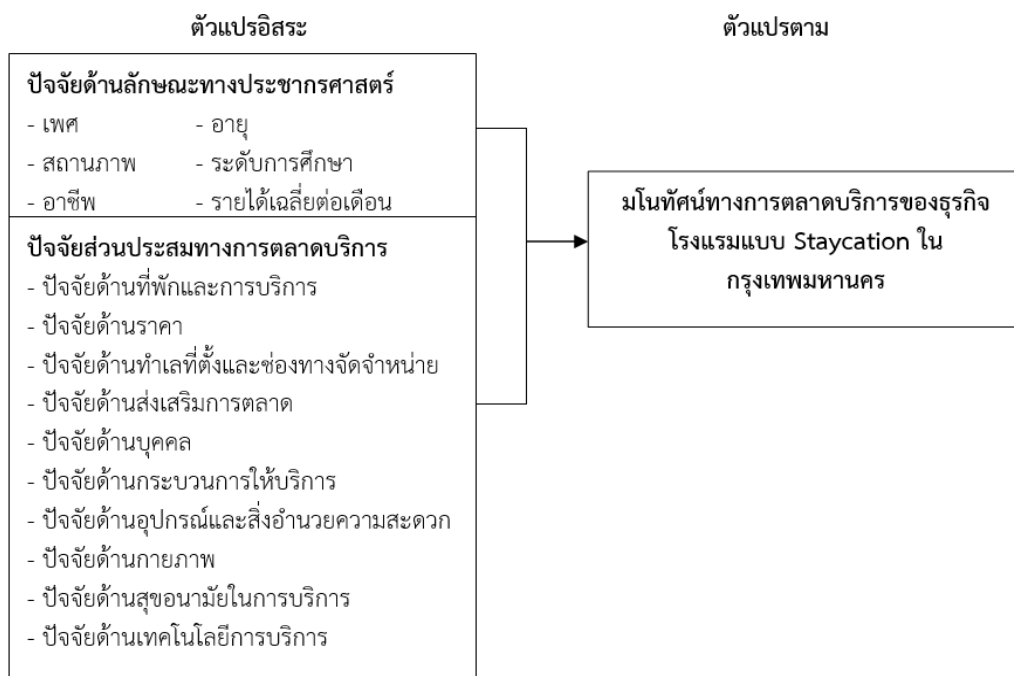 ตัวแปรอิสระ
ตัวแปรตาม
ปัจจัยด้านลักษณะทางประชากรศาสตร์
- เพศ - อายุ
- สถานภาพ - ระดับการศึกษา
- อาชีพ - รายได้เฉลี่ยต่อเดือน
ปัจจัยส่วนประสมทางการตลาดบริการ
- ปัจจัยด้านที่พักและการบริการ
- ปัจจัยด้านราคา
- ปัจจัยด้านทำเลที่ตั้งและช่องทางจัดจำหน่าย
- ปัจจัยด้านส่งเสริมการตลาด
- ปัจจัยด้านบุคคล
- ปัจจัยด้านกระบวนการให้บริการ
- ปัจจัยด้านอุปกรณ์และสิ่งอำนวยความสะดวก
- ปัจจัยด้านกายภาพ
- ปัจจัยด้านสุขอนามัยในการบริการ
- ปัจจัยด้านเทคโนโลยีการบริการ
มโนทัศน์ทางการตลาดบริการของธุรกิจ
โรงแรมแบบ Staycation ใน
กรุงเทพมหานคร